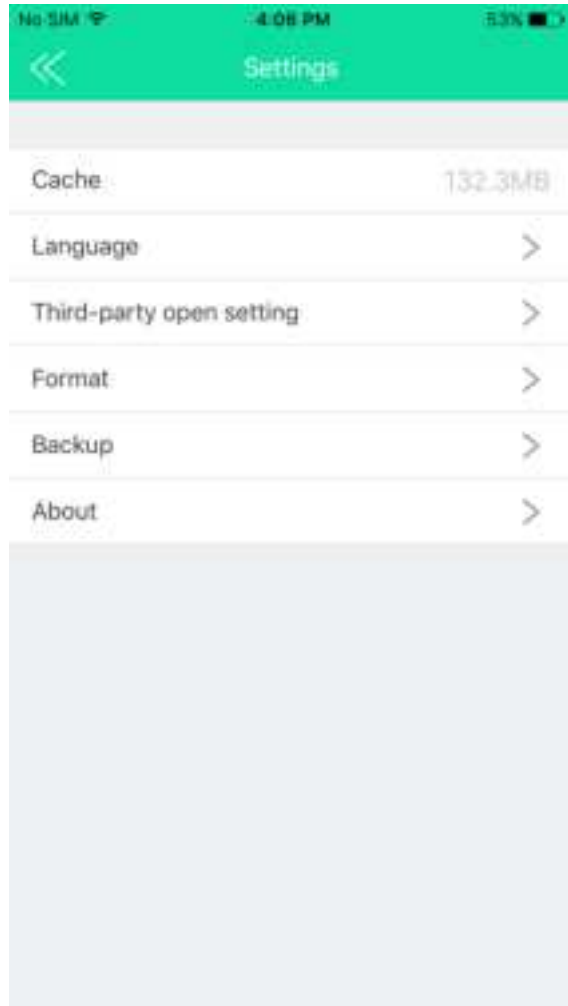 No SIM 4:06 PM 53%
Settings
Cache 132.3MB
Language
Third-party open setting
Format
Backup
About